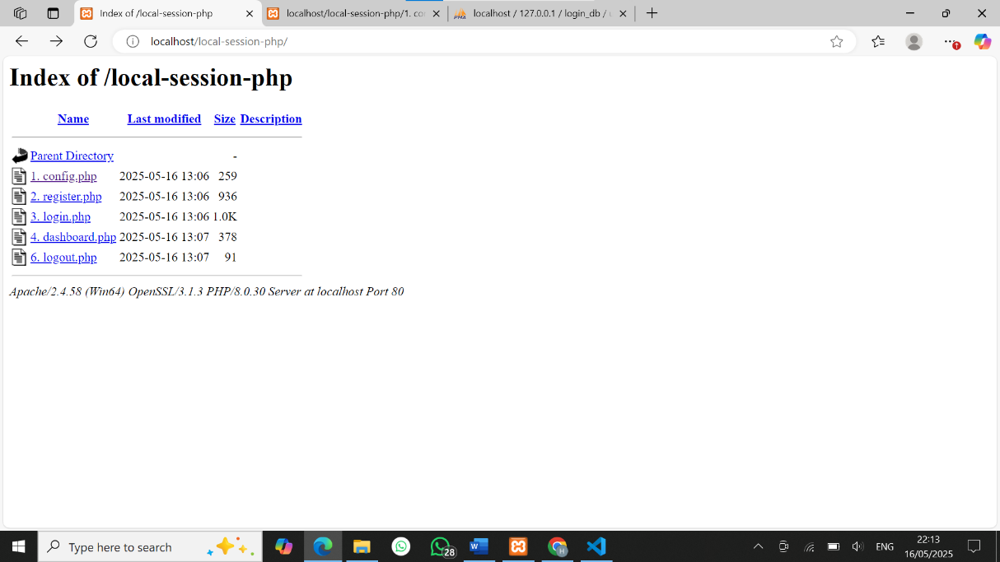 Index of /local-session-php
localhost/local-session-php/1. co
localhost / 127.0.0.1 / login_db / u
localhost/local-session-php/
Index of /local-session-php
Name Last modified Size Description
Parent Directory -
1. config.php 2025-05-16 13:06 259
2. register.php 2025-05-16 13:06 936
3. login.php 2025-05-16 13:06 1.0K
4. dashboard.php 2025-05-16 13:07 378
6. logout.php 2025-05-16 13:07 91
Apache/2.4.58 (Win64) OpenSSL/3.1.3 PHP/8.0.30 Server at localhost Port 80
Type here to search
28
ENG
22:13
16/05/2025